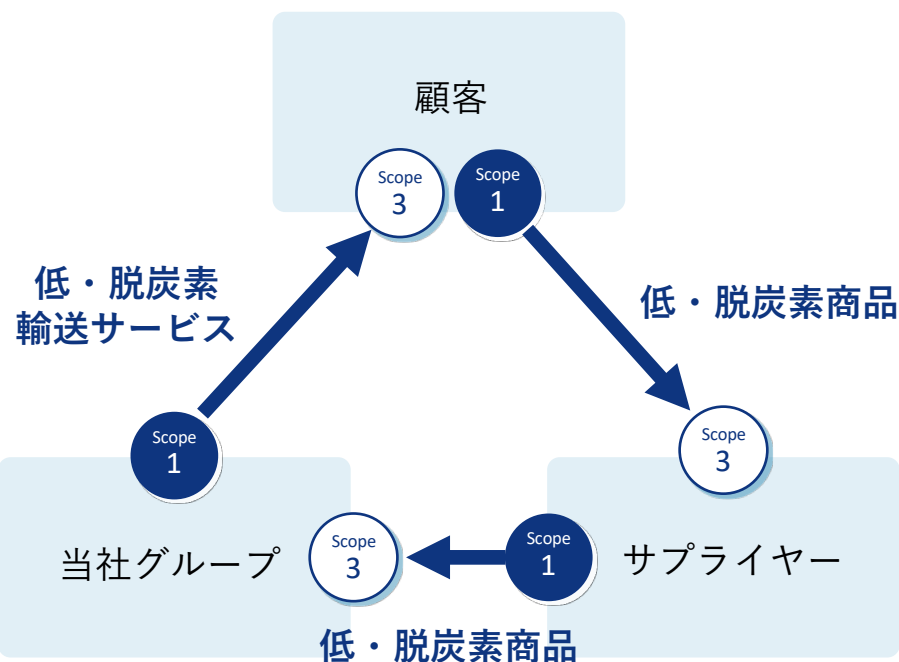 顧客
Scope
3
Scope
1
低・脱炭素
輸送サービス
低・脱炭素商品
Scope
1
Scope
3
当社グループ
Scope
3
Scope
1
サプライヤー
低・脱炭素商品